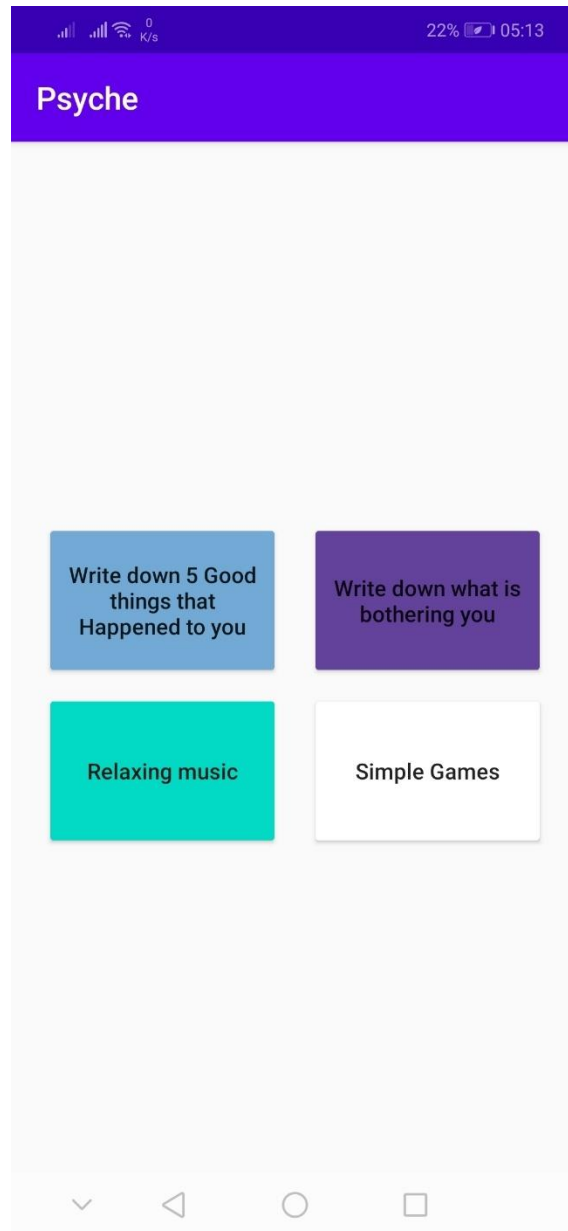 0
K/s
22% 05:13
Psyche
Write down 5 Good
things that
Happened to you
Write down what is
bothering you
Relaxing music
Simple Games